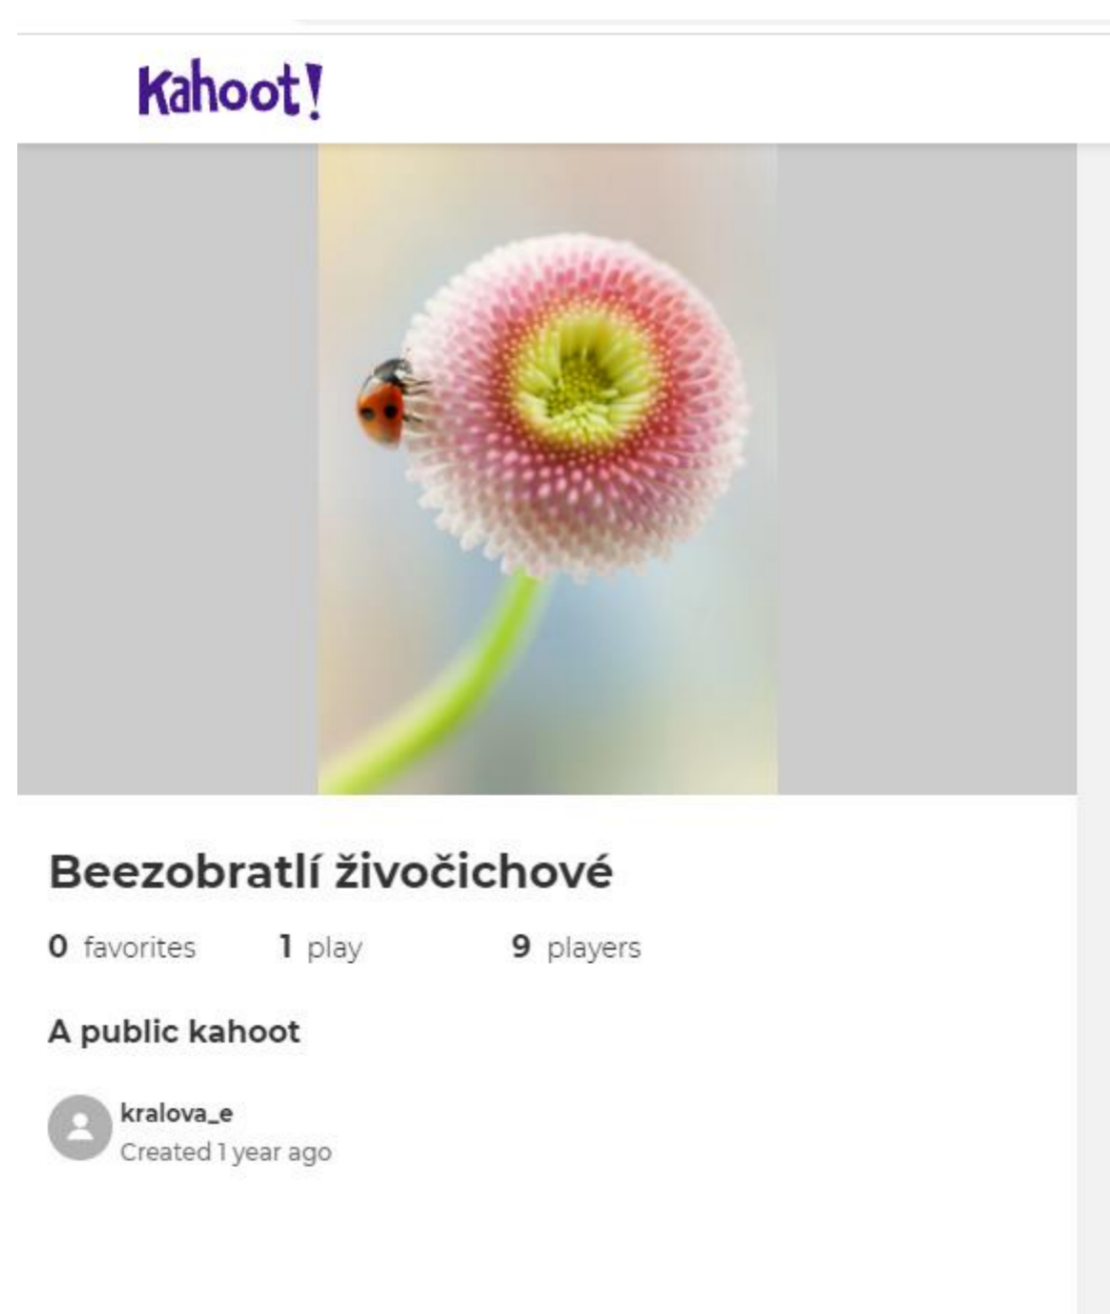 Kahoot!
Beezobratlí živočichové
0 favorites 1 play 9 players
A public kahoot
kralova_e
Created 1 year ago